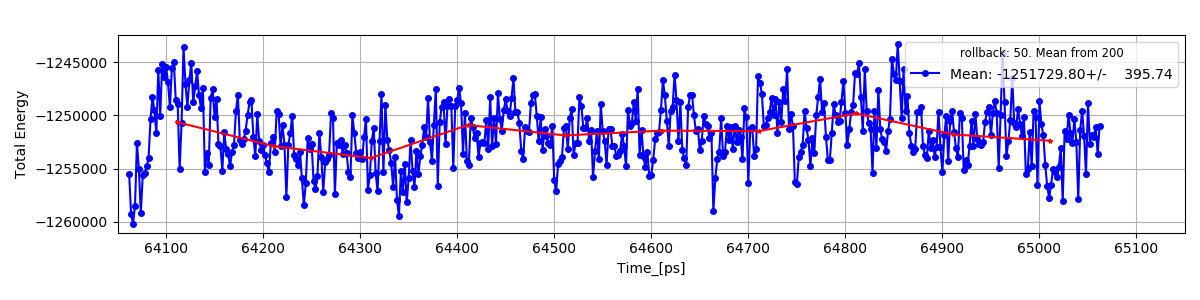 rollback: 50. Mean from 200
Mean: -1251729.80+/- 395.74
Total Energy
−1245000
−1250000
−1255000
−1260000
64100 64200 64300 64400 64500 64600 64700 64800 64900 65000 65100
Time_[ps]